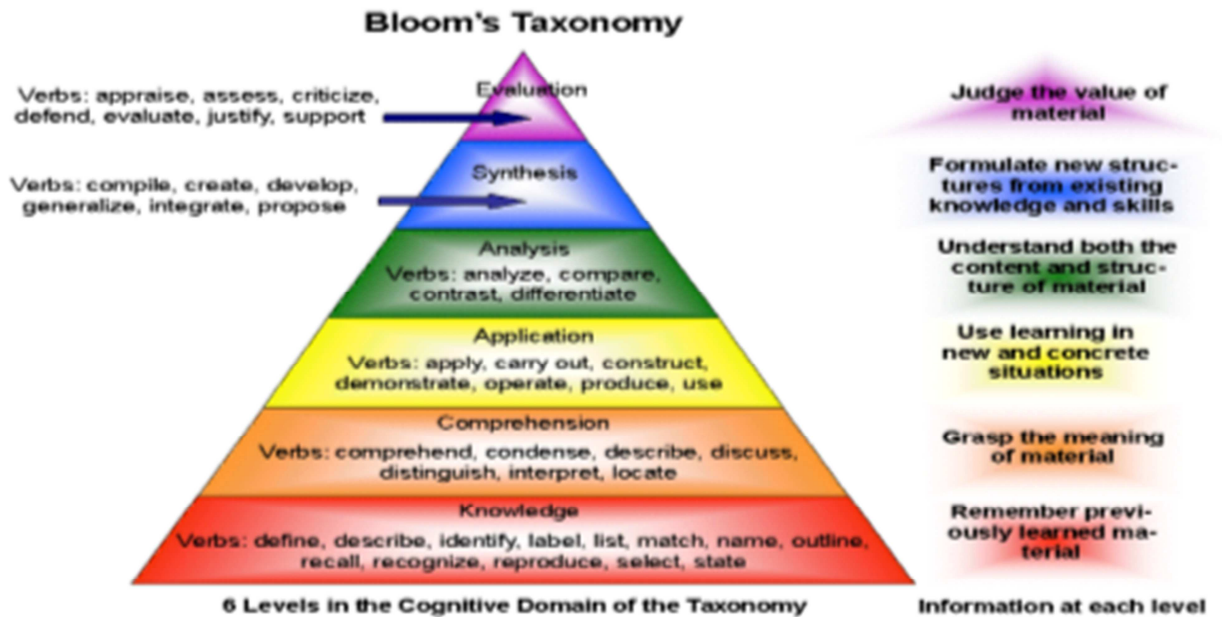 Bloom's Taxonomy
Evaluation
Verbs: appraise, assess, criticize,
defend, evaluate, justify, support
Judge the value of
material
Synthesis
Verbs: compile, create, develop,
generalize, integrate, propose
Formulate new struc-
tures from existing
knowledge and skills
Analysis
Verbs: analyze, compare,
contrast, differentiate
Understand both the
content and struc-
ture of material
Application
Verbs: apply, carry out, construct,
demonstrate, operate, produce, use
Use learning in
new and concrete
situations
Comprehension
Verbs: comprehend, condense, describe, discuss,
distinguish, interpret, locate
Grasp the meaning
of material
Knowledge
Verbs: define, describe, identify, label, list, match, name, outline,
recall, recognize, reproduce, select, state
Remember previ-
ously learned ma-
terial
6 Levels in the Cognitive Domain of the Taxonomy
Information at each level